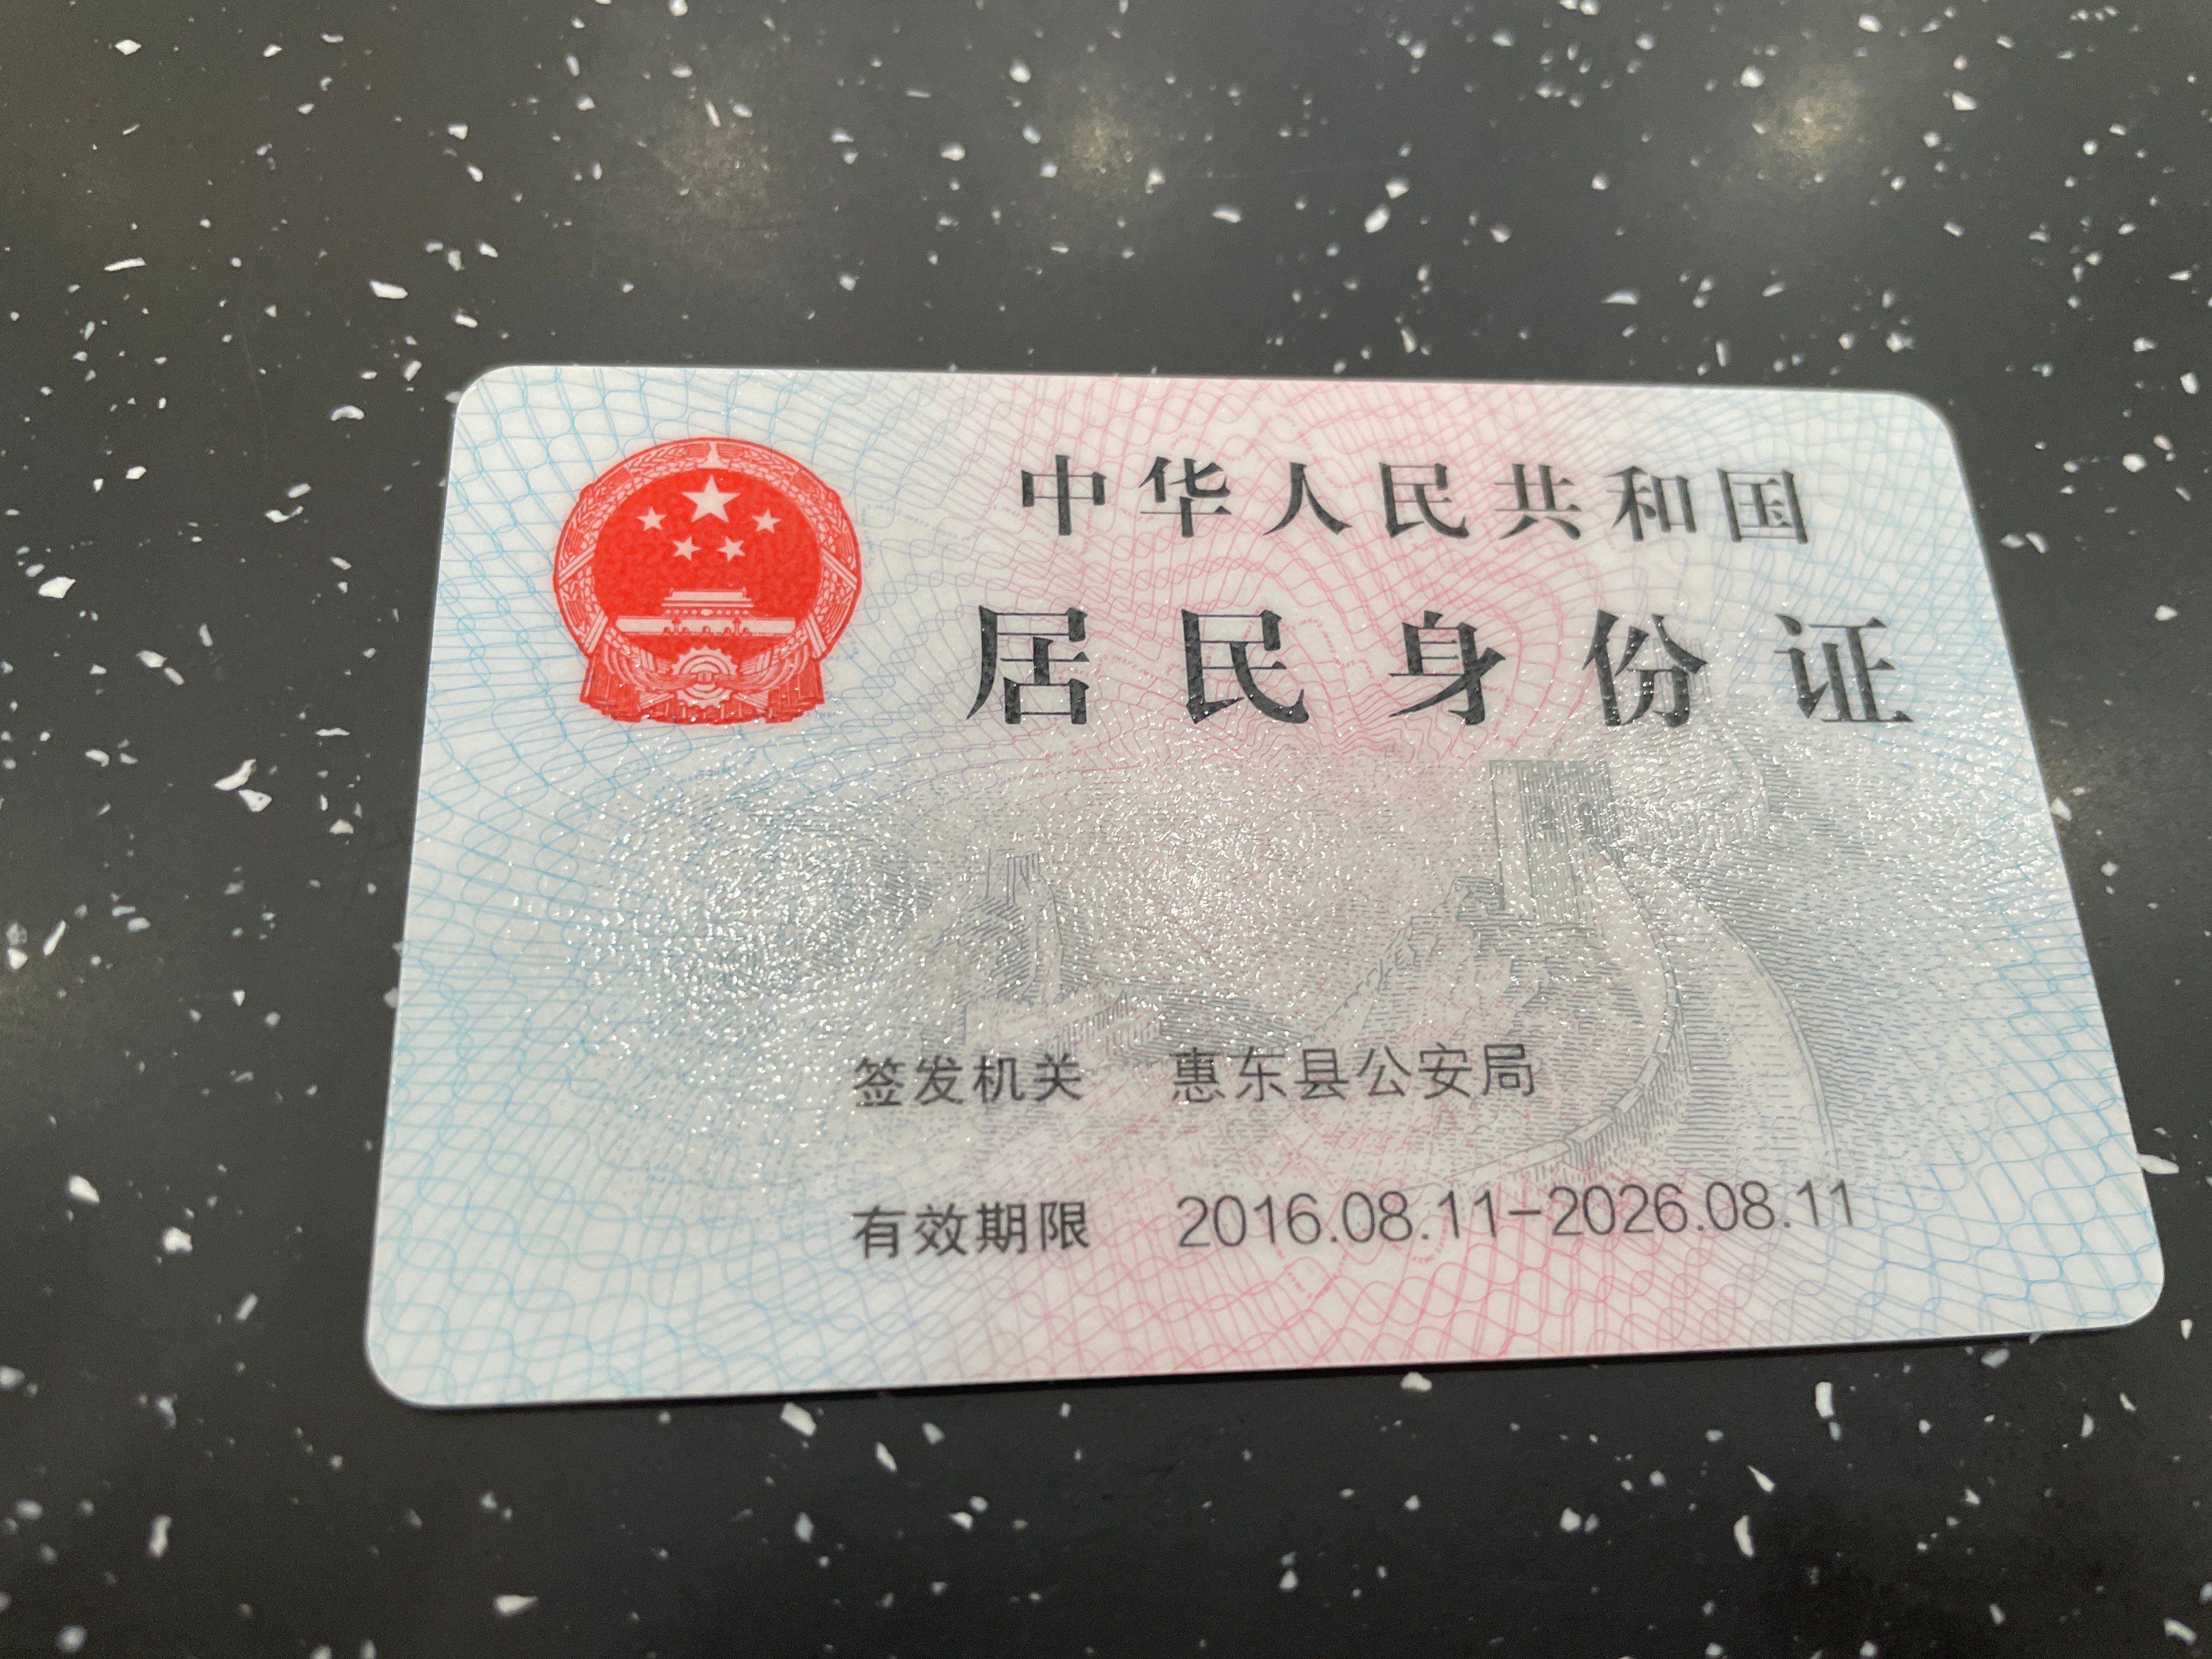 中华人民共和国
居民身份证
签发机关 惠东县公安局
有效期限 2016.08.11-2026.08.11